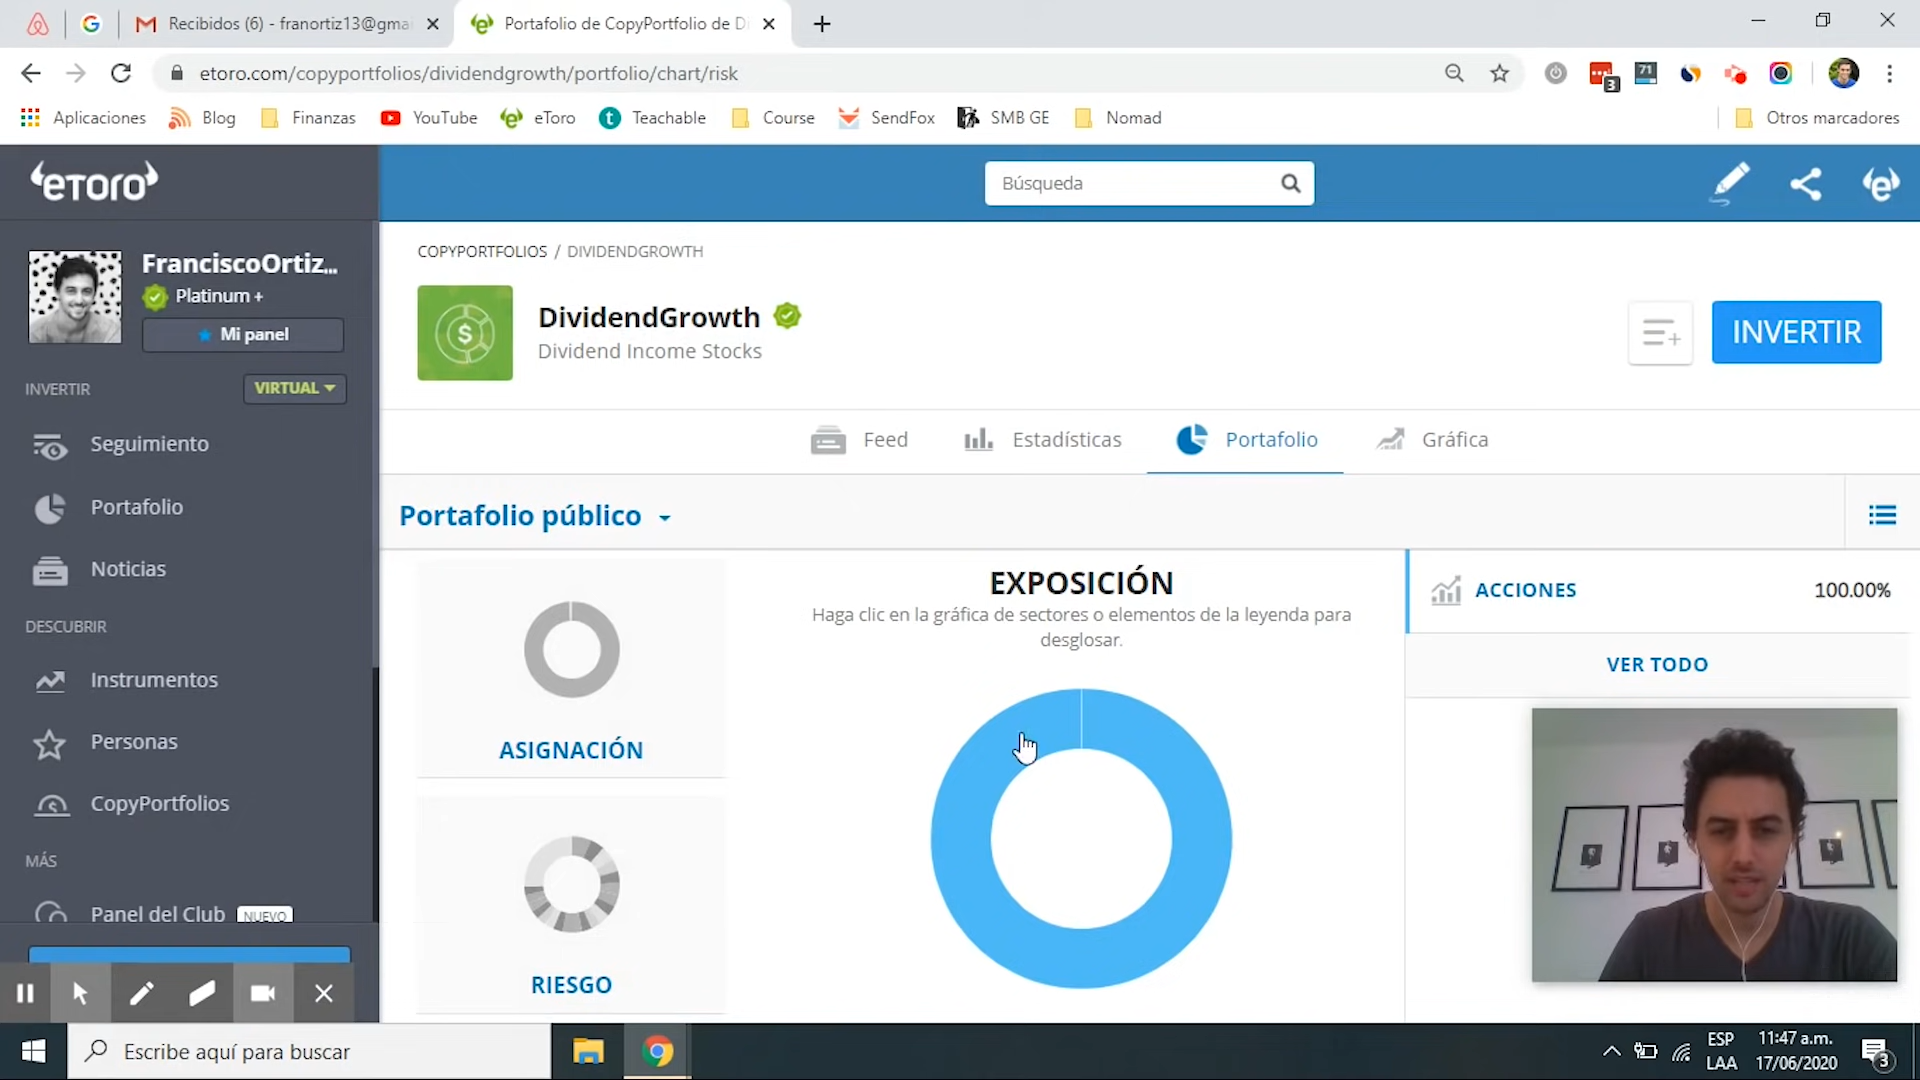 Recibidos (6) - franortiz13@gma
Portafolio de CopyPortfolio de D
etoro.com/copyportfolios/dividendgrowth/portfolio/chart/risk
3
71
Aplicaciones
Blog
Finanzas
YouTube
eToro
Teachable
Course
SendFox
SMB GE
Nomad
Otros marcadores
eToro
Búsqueda
FranciscoOrtiz...
Platinum +
Mi panel
INVERTIR
VIRTUAL
Seguimiento
Portafolio
Noticias
DESCUBRIR
Instrumentos
Personas
CopyPortfolios
MÁS
Panel del Club
NUEVO
COPYPORTFOLIOS / DIVIDENDGROWTH
DividendGrowth
Dividend Income Stocks
INVERTIR
Feed
Estadísticas
Portafolio
Gráfica
Portafolio público
ASIGNACIÓN
RIESGO
EXPOSICIÓN
Haga clic en la gráfica de sectores o elementos de la leyenda para
desglosar.
ACCIONES
100.00%
VER TODO
Escribe aquí para buscar
ESP
LAA
11:47 a.m.
17/06/2020
3